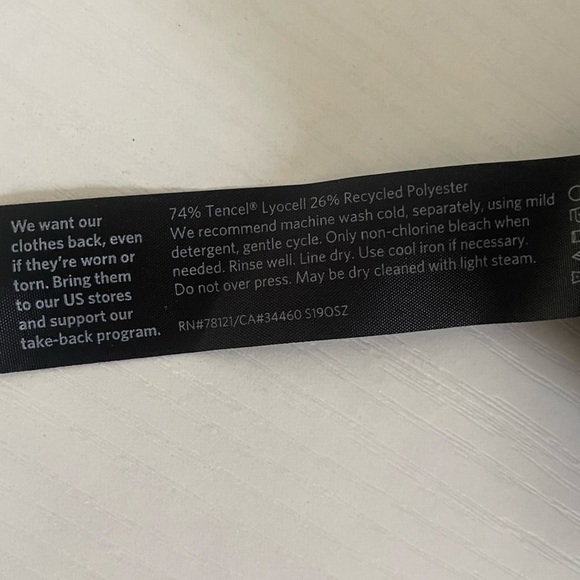 We want our
clothes back, even
if they're worn or
torn. Bring them
to our US stores
and support our
take-back program.
74% Tencel® Lyocell 26% Recycled Polyester
We recommend machine wash cold, separately, using mild
detergent, gentle cycle. Only non-chlorine bleach when
needed. Rinse well. Line dry. Use cool iron if necessary.
Do not over press. May be dry cleaned with light steam.
RN#78121/CA#34460 S19OSZ